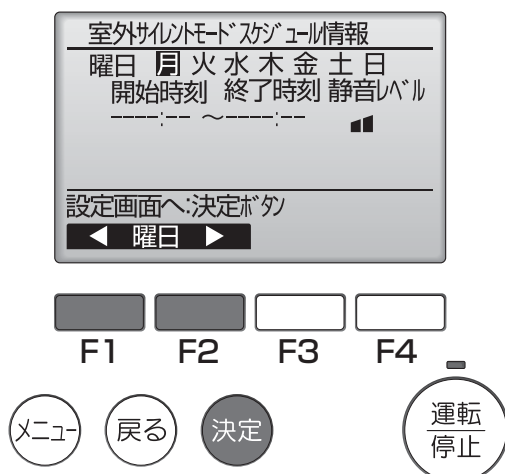 室外サイレントモードスケジュール情報
曜日 月 火 水 木 金 土 日
開始時刻 終了時刻 静音レベル
----:-- ～----:--
設定画面へ:決定ボタン
◀ 曜日 ▶
F1 F2 F3 F4
メニュー 戻る 決定 運転
停止